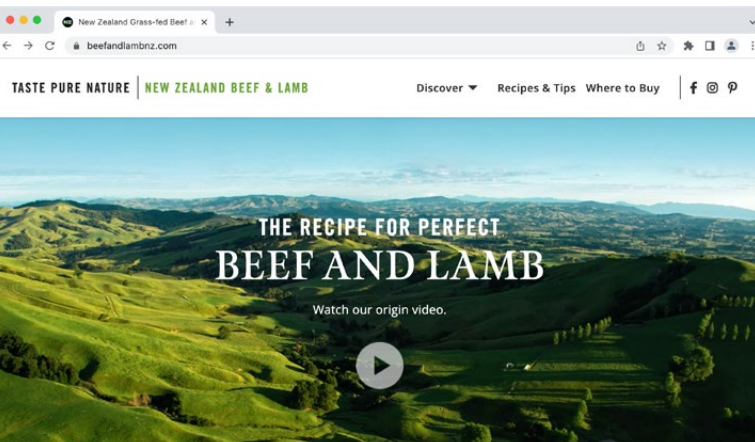 New Zealand Grass-fed Beef a
beefandlambnz.com
TASTE PURE NATURE NEW ZEALAND BEEF & LAMB
Discover Recipes & Tips Where to Buy
THE RECIPE FOR PERFECT
BEEF AND LAMB
Watch our origin video.